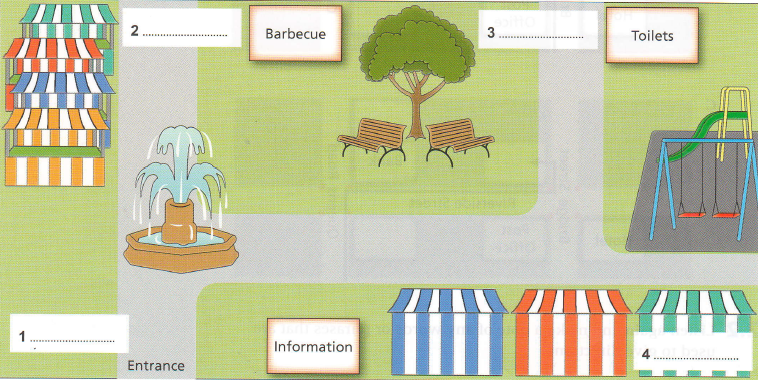 2 ........................
Barbecue
3 ........................
Toilets
1 ........................
Information
4 ........................
Entrance